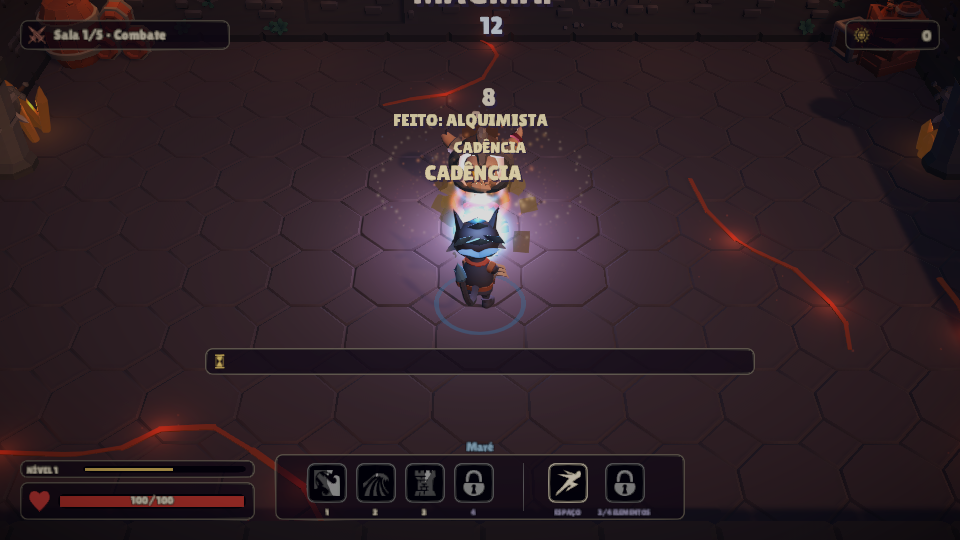 Sala 1/5 - Combate
12
0
8
FEITO: ALQUIMISTA
CADÊNCIA
CADÊNCIA
Maré
NÍVEL 1
100/100
1
2
3
4
ESPAÇO
3/4 ELEMENTOS